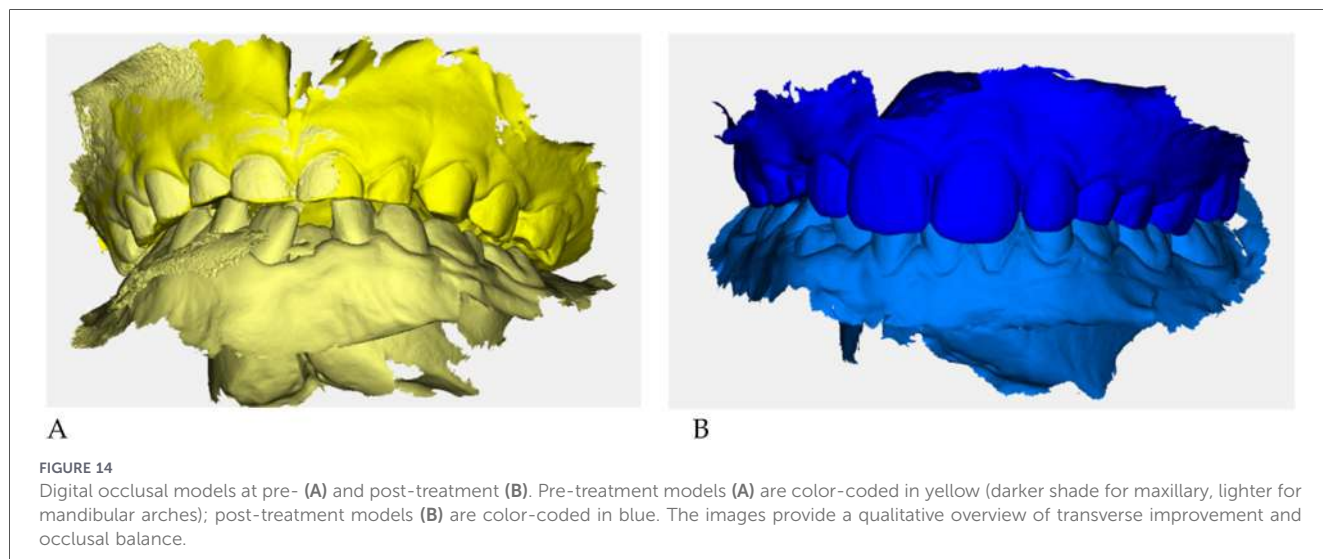 A
B
FIGURE 14
Digital occlusal models at pre- (A) and post-treatment (B). Pre-treatment models (A) are color-coded in yellow (darker shade for maxillary, lighter for
mandibular arches); post-treatment models (B) are color-coded in blue. The images provide a qualitative overview of transverse improvement and
occlusal balance.